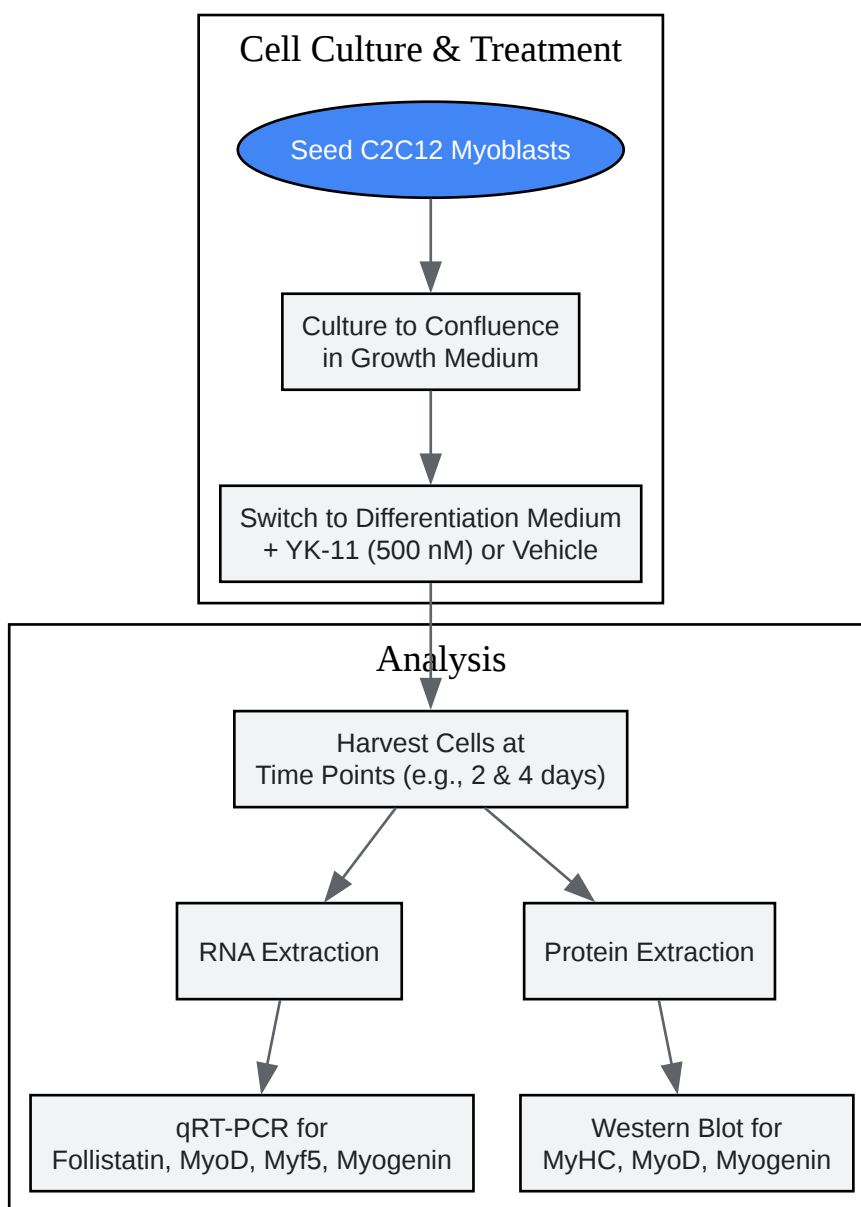 Cell Culture & Treatment
Seed C2C12 Myoblasts
Culture to Confluence
in Growth Medium
Switch to Differentiation Medium
+ YK-11 (500 nM) or Vehicle
Analysis
Harvest Cells at
Time Points (e.g., 2 & 4 days)
RNA Extraction
Protein Extraction
qRT-PCR for
Follistatin, MyoD, Myf5, Myogenin
Western Blot for
MyHC, MyoD, Myogenin